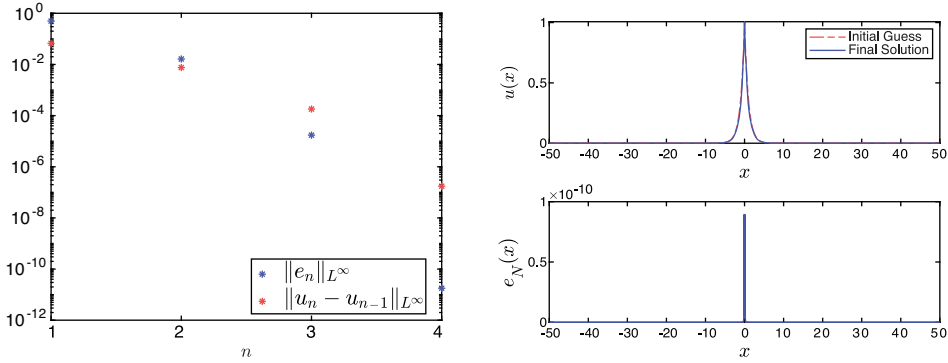 10^0
10^-2
10^-4
10^-6
10^-8
10^-10
10^-12
1 2 3 4
n
||e_n||_{L^∞}
||u_n − u_{n−1}||_{L^∞}
1
0.5
0
u(x)
Initial Guess
Final Solution
-50 -40 -30 -20 -10 0 10 20 30 40 50
x
×10^-10
1
0.5
0
e_N(x)
-50 -40 -30 -20 -10 0 10 20 30 40 50
x